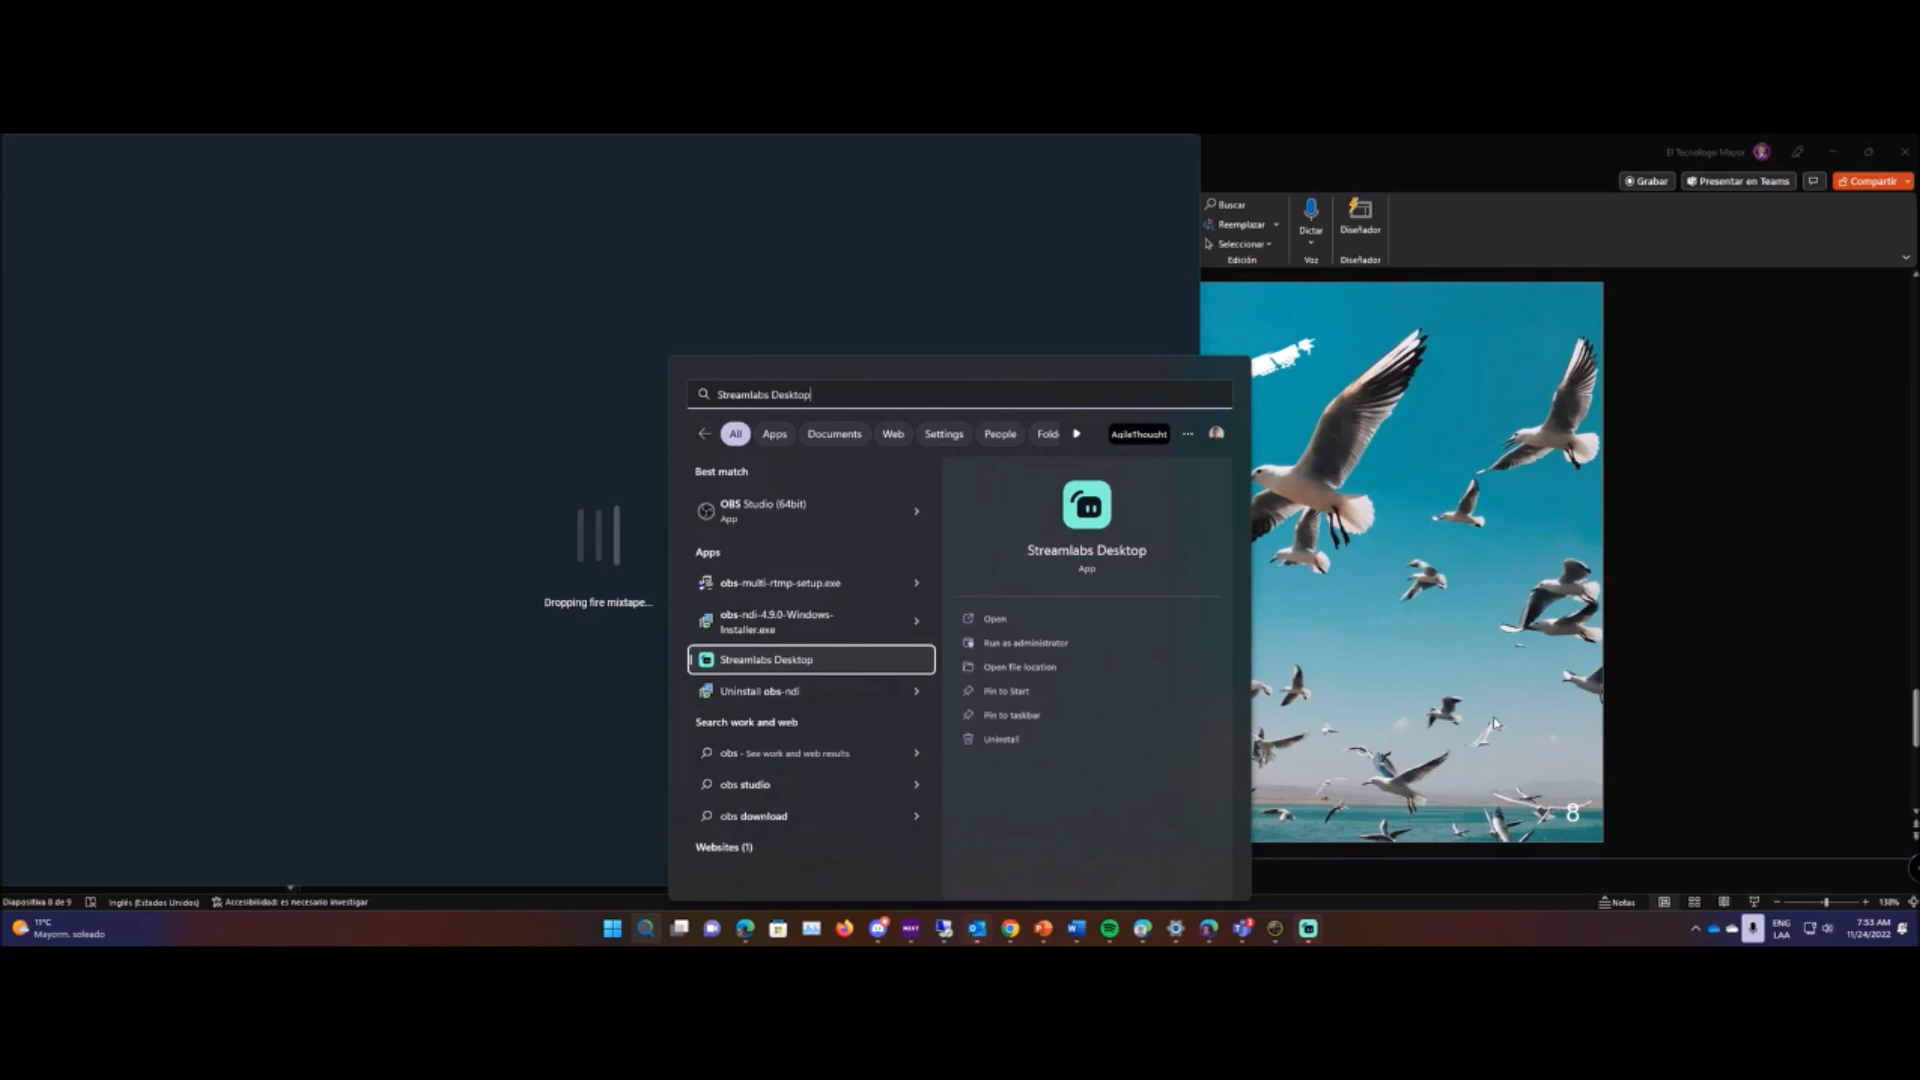 El Tecnologo Mayor
Grabar
Presentar en Teams
Compartir
Buscar
Reemplazar
Seleccionar
Edición
Dictar
Voz
Diseñador
Diseñador
Dropping fire mixtape...
Streamlabs Desktop
All
Apps
Documents
Web
Settings
People
Fold
AgileThought
Best match
OBS Studio (64bit)
App
Apps
obs-multi-rtmp-setup.exe
obs-ndi-4.9.0-Windows-
Installer.exe
Streamlabs Desktop
Uninstall obs-ndi
Search work and web
obs - See work and web results
obs studio
obs download
Websites (1)
Streamlabs Desktop
App
Open
Run as administrator
Open file location
Pin to Start
Pin to taskbar
Uninstall
8
Diapositiva 8 de 9
Inglés (Estados Unidos)
Accesibilidad: es necesario investigar
Notas
138%
11°C
Mayorm. soleado
NEXT
ENG
LAA
7:53 AM
11/24/2022